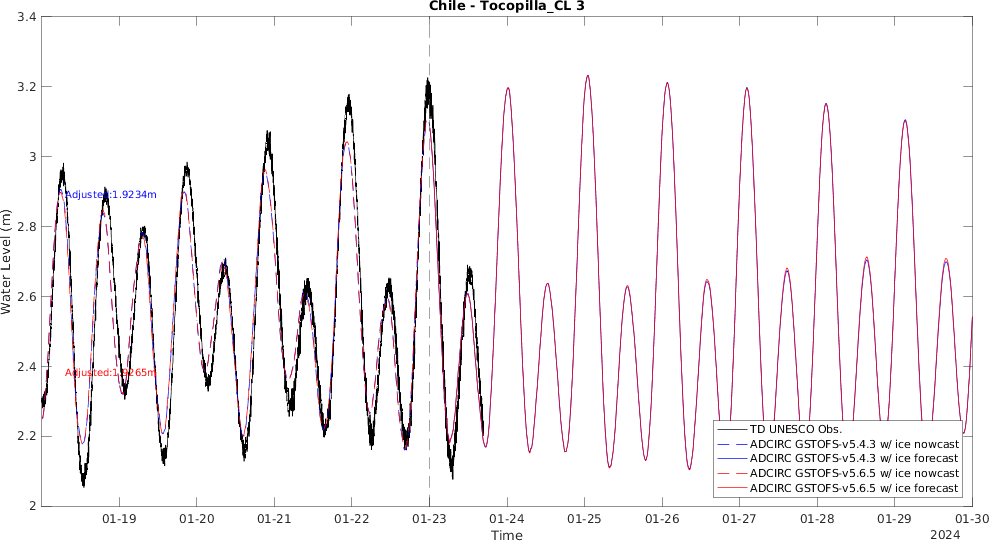 Chile - Tocopilla_CL 3
3.4
3.2
3
2.8
2.6
2.4
2.2
2
Water Level (m)
Adjusted:1.9234m
Adjusted:1.9265m
TD UNESCO Obs.
ADCIRC GSTOFS-v5.4.3 w/ ice nowcast
ADCIRC GSTOFS-v5.4.3 w/ ice forecast
ADCIRC GSTOFS-v5.6.5 w/ ice nowcast
ADCIRC GSTOFS-v5.6.5 w/ ice forecast
01-19 01-20 01-21 01-22 01-23 01-24 01-25 01-26 01-27 01-28 01-29 01-30
Time
2024